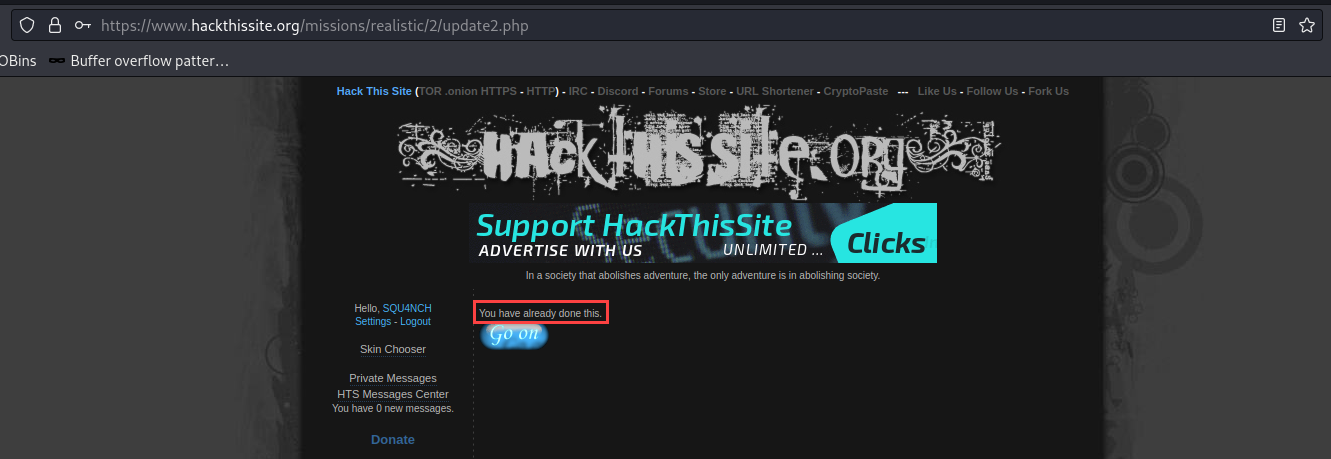 https://www.hackthissite.org/missions/realistic/2/update2.php
OBins Buffer overflow patter…
Hack This Site (TOR .onion HTTPS - HTTP) - IRC - Discord - Forums - Store - URL Shortener - CryptoPaste --- Like Us - Follow Us - Fork Us
HAckthisSite.org
Support HackThisSite
ADVERTISE WITH US UNLIMITED ... Clicks
In a society that abolishes adventure, the only adventure is in abolishing society.
Hello, SQU4NCH
Settings - Logout
You have already done this.
Go on
Skin Chooser
Private Messages
HTS Messages Center
You have 0 new messages.
Donate